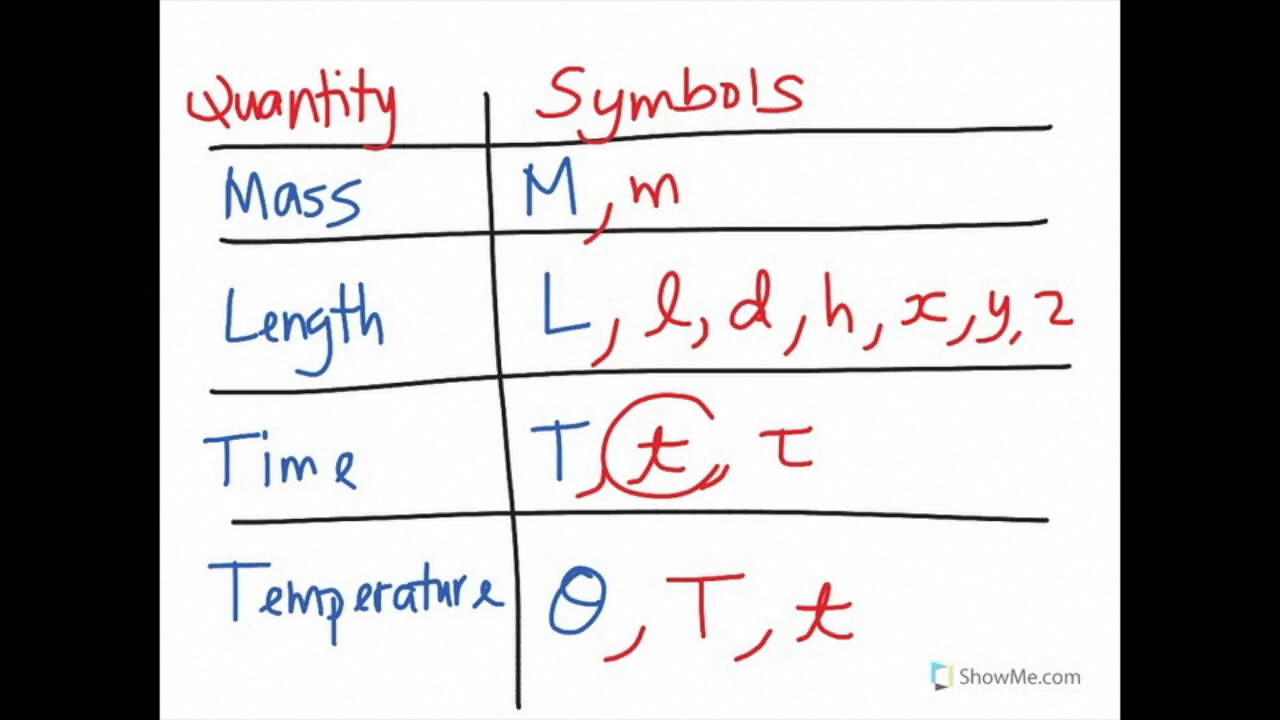 Quantity Symbols
Mass M, m
Length L, l, d, h, x, y, z
Time T, t, τ
Temperature θ, T, t
ShowMe.com